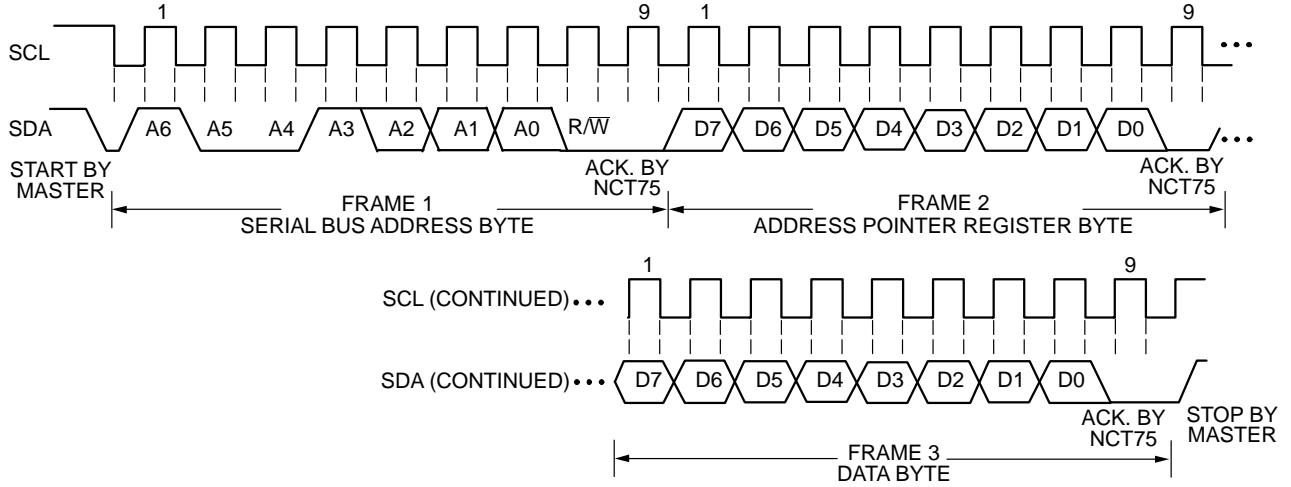 1 9 1 9
SCL
SDA A6 A5 A4 A3 A2 A1 A0 R/W̅ D7 D6 D5 D4 D3 D2 D1 D0
START BY
MASTER
ACK. BY
NCT75
ACK. BY
NCT75
FRAME 1
SERIAL BUS ADDRESS BYTE
FRAME 2
ADDRESS POINTER REGISTER BYTE
1 9
SCL (CONTINUED)
SDA (CONTINUED) D7 D6 D5 D4 D3 D2 D1 D0
ACK. BY
NCT75
STOP BY
MASTER
FRAME 3
DATA BYTE